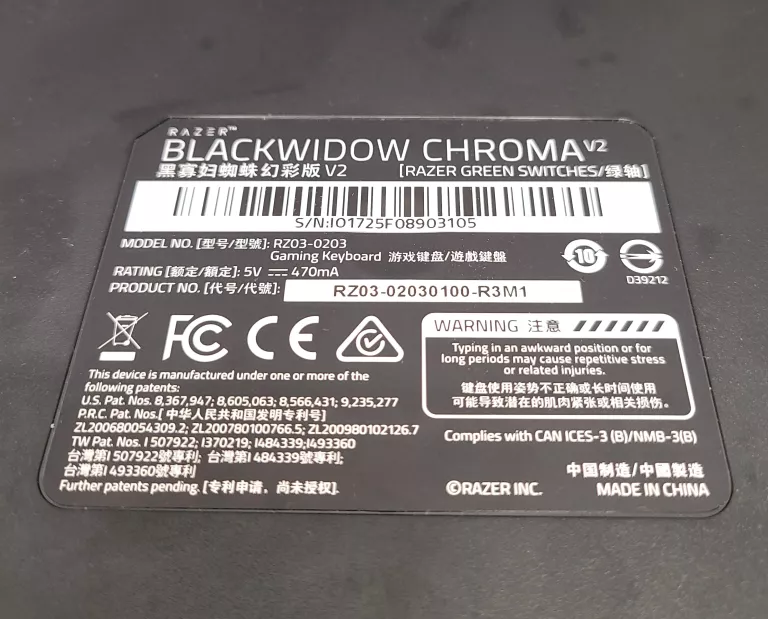 RAZER™
BLACKWIDOW CHROMA V2
黑寡妇蜘蛛幻彩版 V2 [RAZER GREEN SWITCHES/绿轴]
S/N:IO1725F08903105
MODEL NO. [型号/型號]: RZ03-0203
Gaming Keyboard 游戏键盘/遊戲鍵盤
10
RATING [额定/額定]: 5V ⎓ 470mA
D39212
PRODUCT NO. [代号/代號]: RZ03-02030100-R3M1
FC CE
WARNING 注意
Typing in an awkward position or for
long periods may cause repetitive stress
or related injuries.
键盘使用姿势不正确或长时间使用
可能导致潜在的肌肉紧张或相关损伤。
This device is manufactured under one or more of the
following patents:
U.S. Pat. Nos. 8,367,947; 8,605,063; 8,566,431; 9,235,277
P.R.C. Pat. Nos.[ 中华人民共和国发明专利号]
ZL200680054309.2; ZL200780100766.5; ZL200980102126.7
TW Pat. Nos. I 507922; I370219; I484339;I493360
台灣第I 507922號專利; 台灣第I 484339號專利;
台灣第I 493360號專利
Further patents pending. [专利申请，尚未授权].
Complies with CAN ICES-3 (B)/NMB-3(B)
中国制造/中國製造
©RAZER INC. MADE IN CHINA